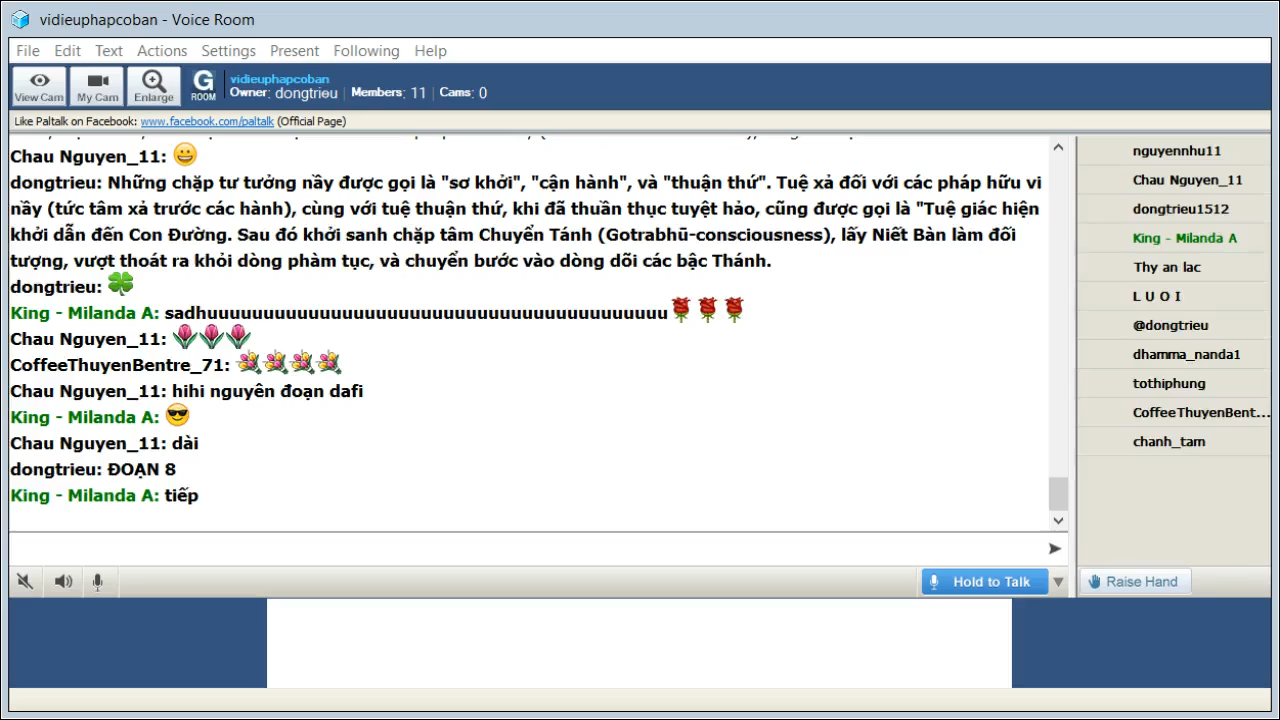 vidieuphapcoban - Voice Room
File Edit Text Actions Settings Present Following Help
View Cam My Cam Enlarge G ROOM vidieuphapcoban
Owner: dongtrieu | Members: 11 | Cams: 0
Like Paltalk on Facebook: www.facebook.com/paltalk (Official Page)
Chau Nguyen_11:
dongtrieu: Những chặp tư tưởng nầy được gọi là "sơ khởi", "cận hành", và "thuận thứ". Tuệ xả đối với các pháp hữu vi
nầy (tức tâm xả trước các hành), cùng với tuệ thuận thứ, khi đã thuần thục tuyệt hảo, cũng được gọi là "Tuệ giác hiện
khởi dẫn đến Con Đường. Sau đó khởi sanh chặp tâm Chuyển Tánh (Gotrabhū-consciousness), lấy Niết Bàn làm đối
tượng, vượt thoát ra khỏi dòng phàm tục, và chuyển bước vào dòng dõi các bậc Thánh.
dongtrieu:
King - Milanda A: sadhuuuuuuuuuuuuuuuuuuuuuuuuuuuuuuuuuuuuuuuuu
Chau Nguyen_11:
CoffeeThuyenBentre_71:
Chau Nguyen_11: hihi nguyên đoạn dafi
King - Milanda A:
Chau Nguyen_11: dài
dongtrieu: ĐOẠN 8
King - Milanda A: tiếp
nguyennhu11
Chau Nguyen_11
dongtrieu1512
King - Milanda A
Thy an lac
L U O I
@dongtrieu
dhamma_nanda1
tothiphung
CoffeeThuyenBent...
chanh_tam
Hold to Talk
Raise Hand